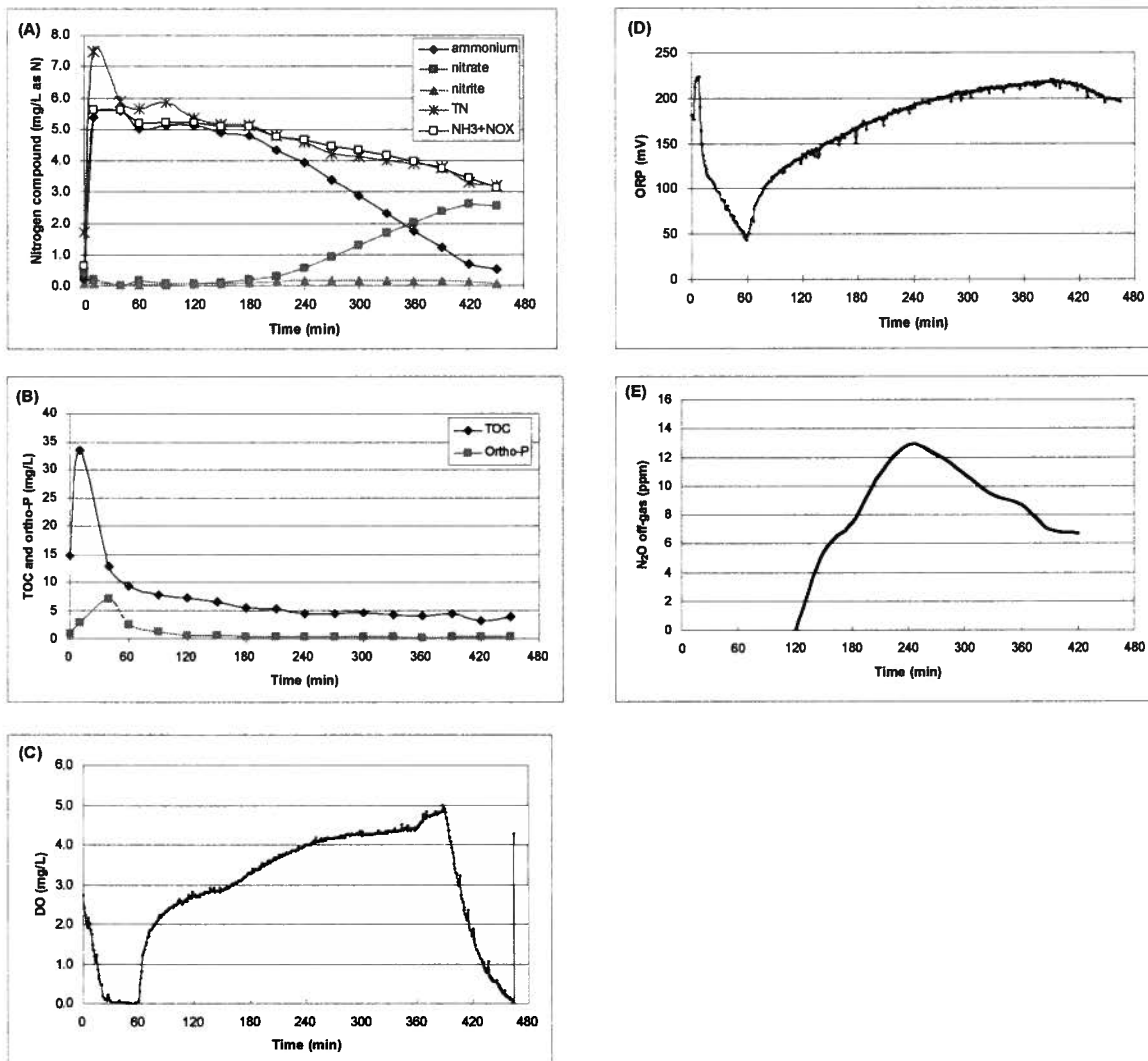 (A)
8.0
7.0
6.0
5.0
4.0
3.0
2.0
1.0
0.0
Nitrogen compound (mg/L as N)
ammonium
nitrate
nitrite
TN
NH3+NOX
0 60 120 180 240 300 360 420 480
Time (min)
(B)
40
35
30
25
20
15
10
5
0
TOC and ortho-P (mg/L)
TOC
Ortho-P
0 60 120 180 240 300 360 420 480
Time (min)
(C)
6.0
5.0
4.0
3.0
2.0
1.0
0.0
DO (mg/L)
0 60 120 180 240 300 360 420 480
Time (min)
(D)
250
200
150
100
50
0
ORP (mV)
0 60 120 180 240 300 360 420 480
Time (min)
(E)
16
14
12
10
8
6
4
2
0
N₂O off-gas (ppm)
0 60 120 180 240 300 360 420 480
Time (min)